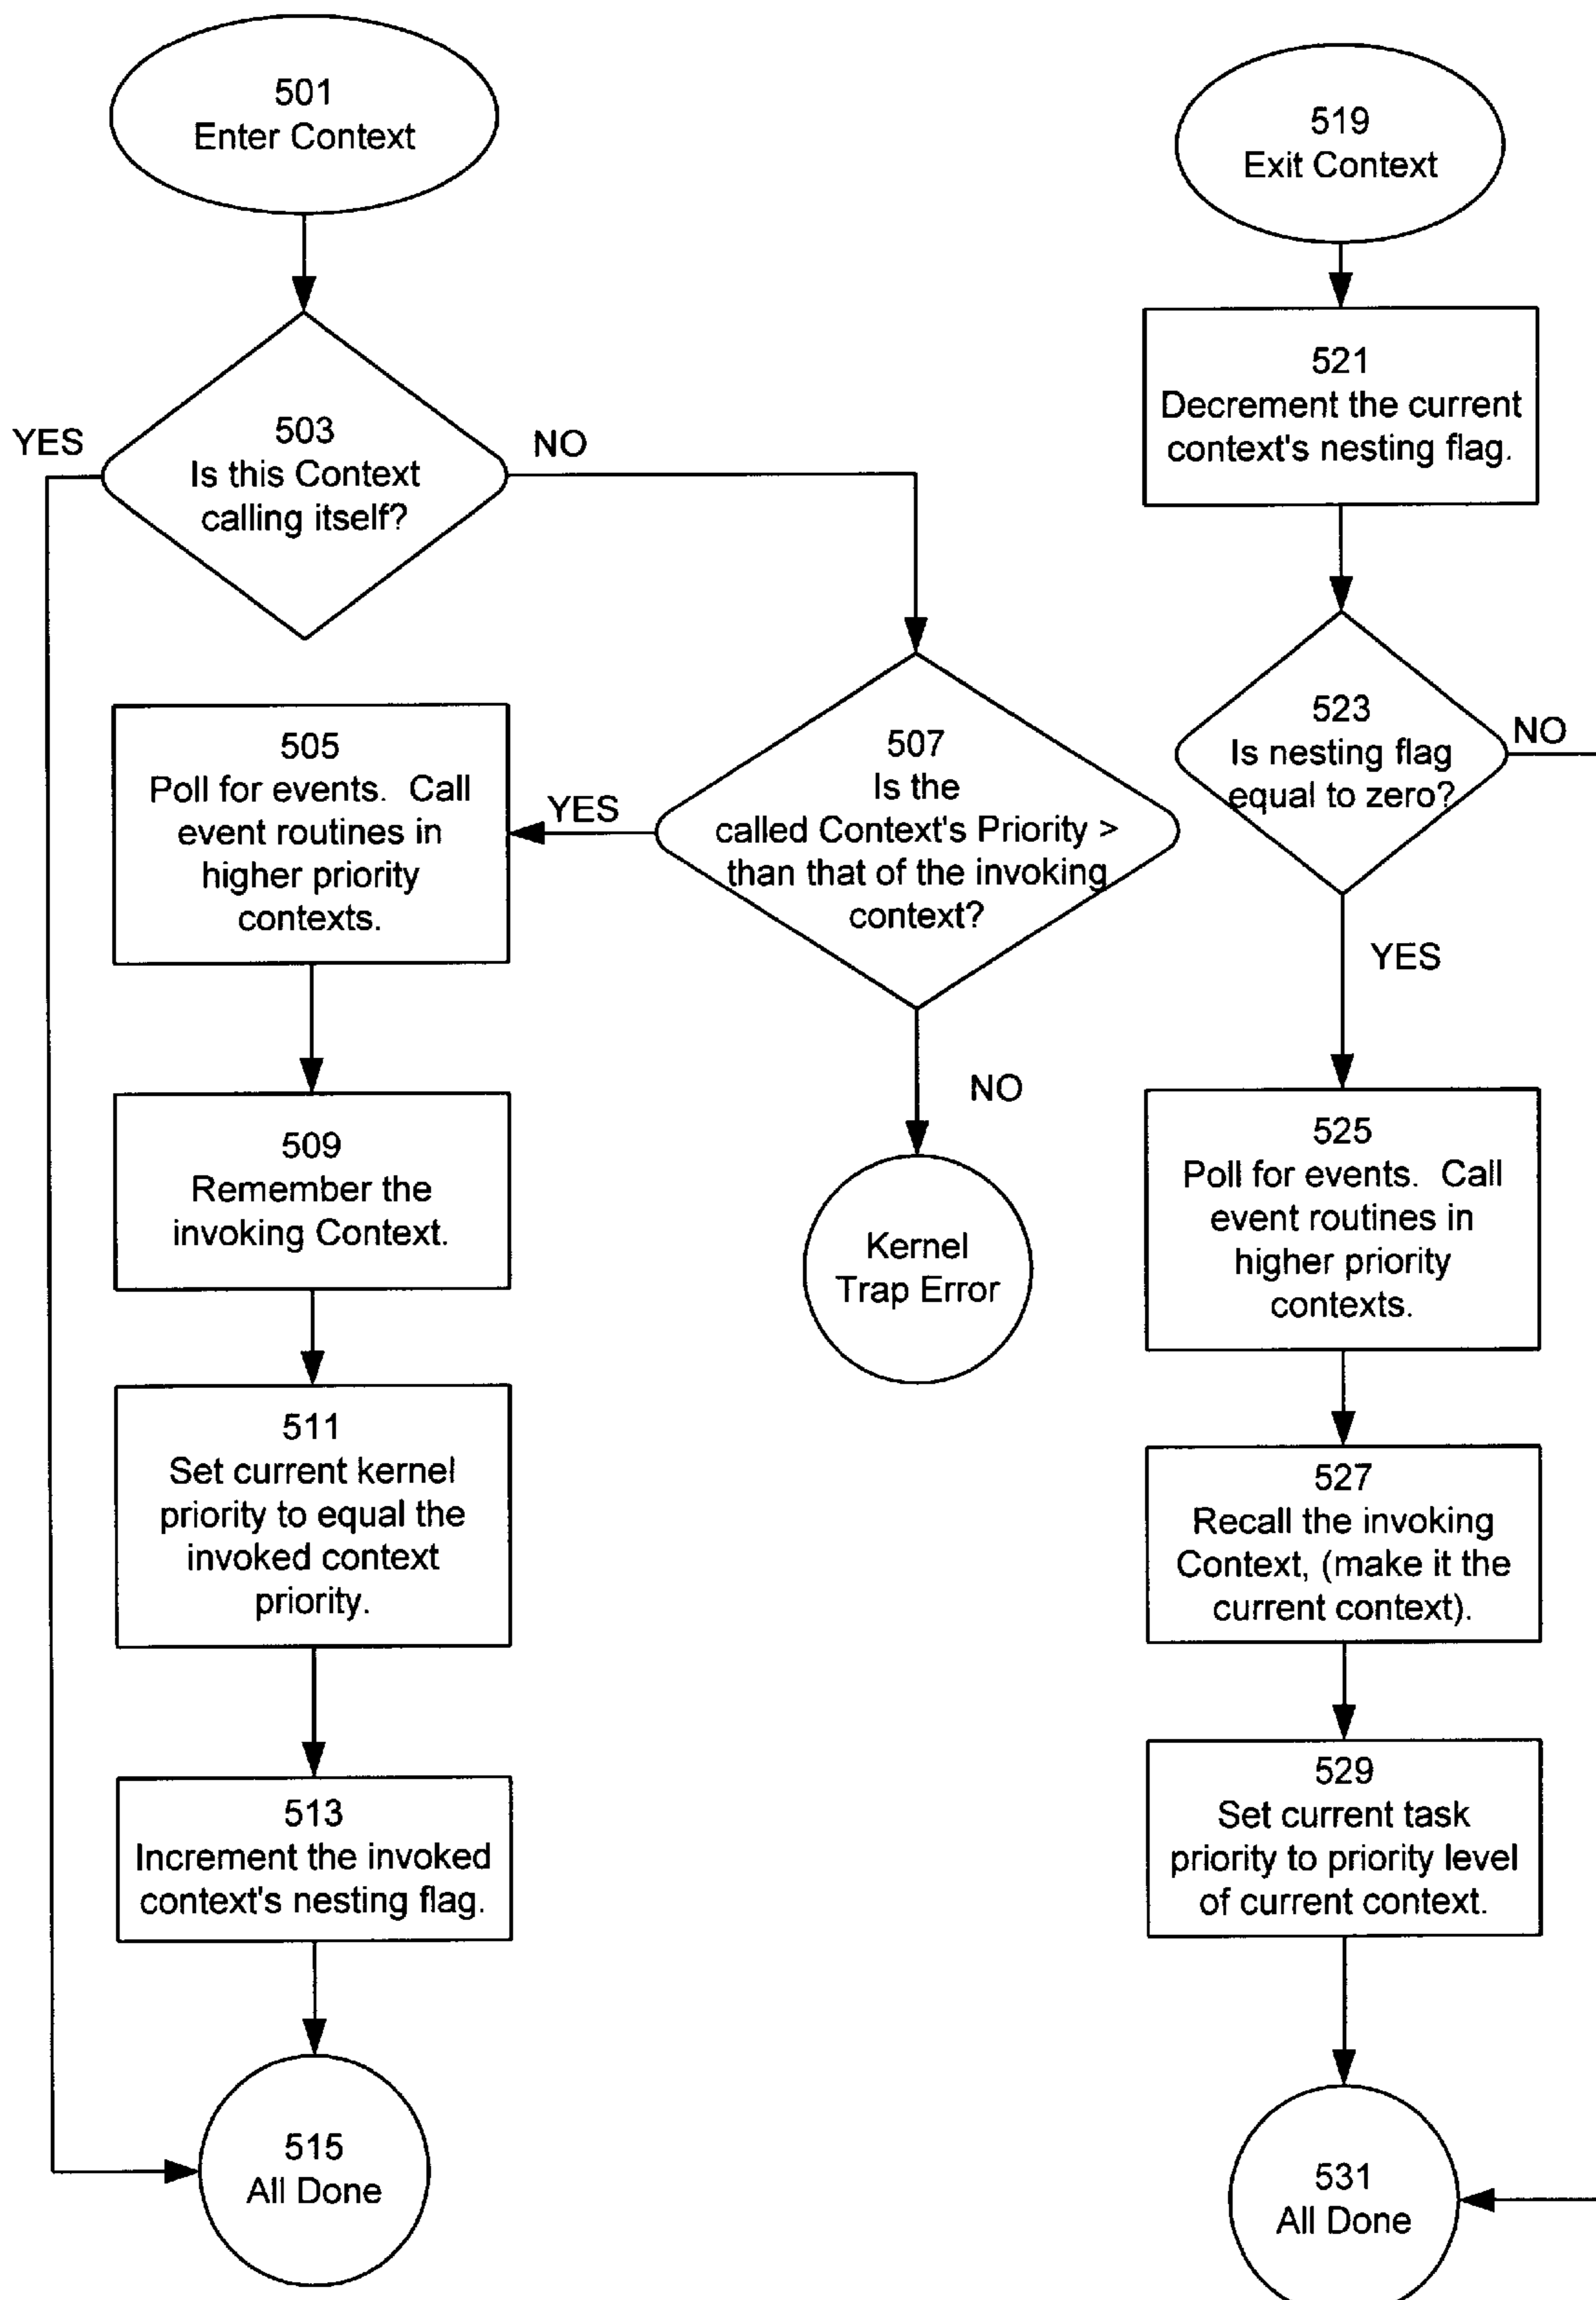 501
Enter Context
503
Is this Context
calling itself?
YES
NO
505
Poll for events. Call
event routines in
higher priority
contexts.
507
Is the
called Context's Priority >
than that of the invoking
context?
YES
NO
Kernel
Trap Error
509
Remember the
invoking Context.
511
Set current kernel
priority to equal the
invoked context
priority.
513
Increment the invoked
context's nesting flag.
515
All Done
519
Exit Context
521
Decrement the current
context's nesting flag.
523
Is nesting flag
equal to zero?
NO
YES
525
Poll for events. Call
event routines in
higher priority
contexts.
527
Recall the invoking
Context, (make it the
current context).
529
Set current task
priority to priority level
of current context.
531
All Done